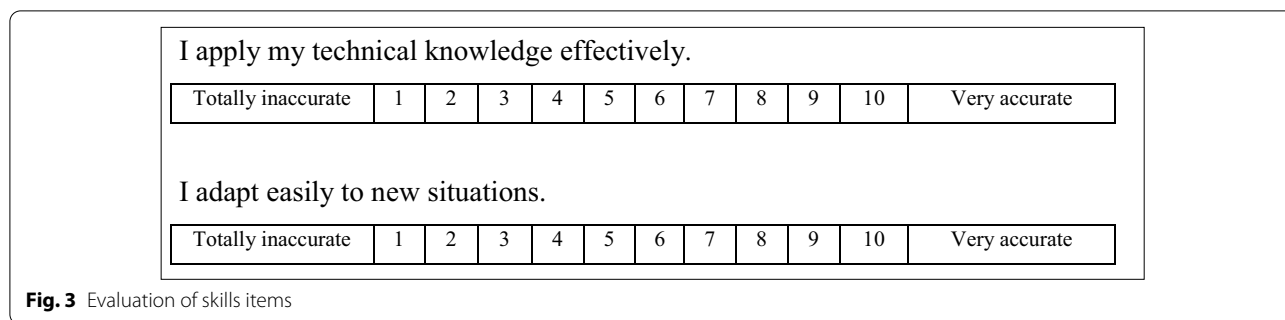 I apply my technical knowledge effectively.
Totally inaccurate 1 2 3 4 5 6 7 8 9 10 Very accurate
I adapt easily to new situations.
Totally inaccurate 1 2 3 4 5 6 7 8 9 10 Very accurate
Fig. 3 Evaluation of skills items